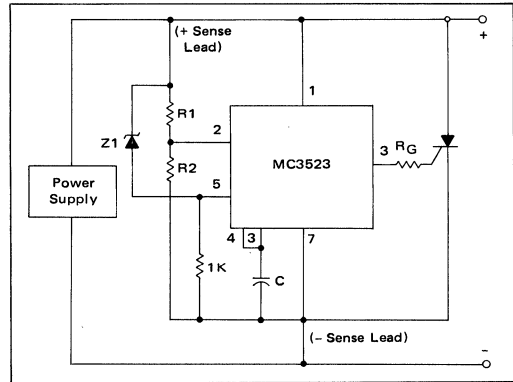 (+ Sense
Lead)
+
1
R1
2
Z1
MC3523
3
RG
R2
Power
Supply
5
4
3
7
1K
C
(– Sense Lead)
–